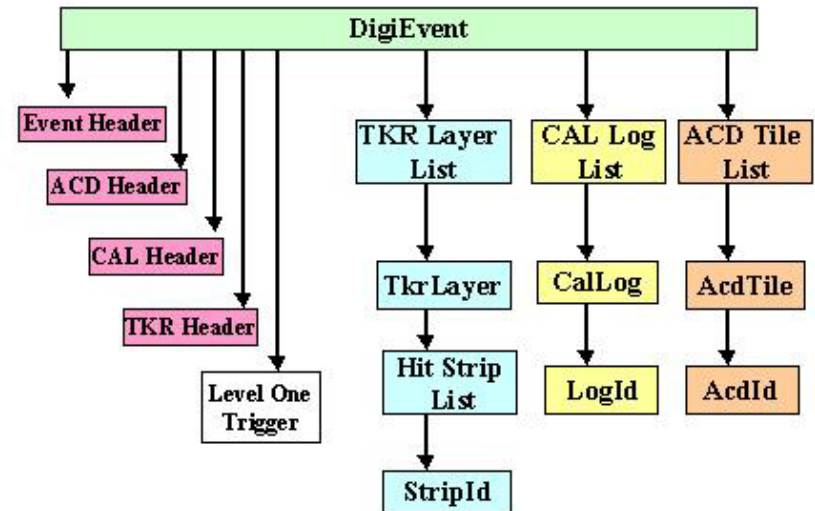 DigiEvent
Event Header
ACD Header
CAL Header
TKR Header
Level One
Trigger
TKR Layer
List
TkrLayer
Hit Strip
List
StripId
CAL Log
List
CalLog
LogId
ACD Tile
List
AcdTile
AcdId